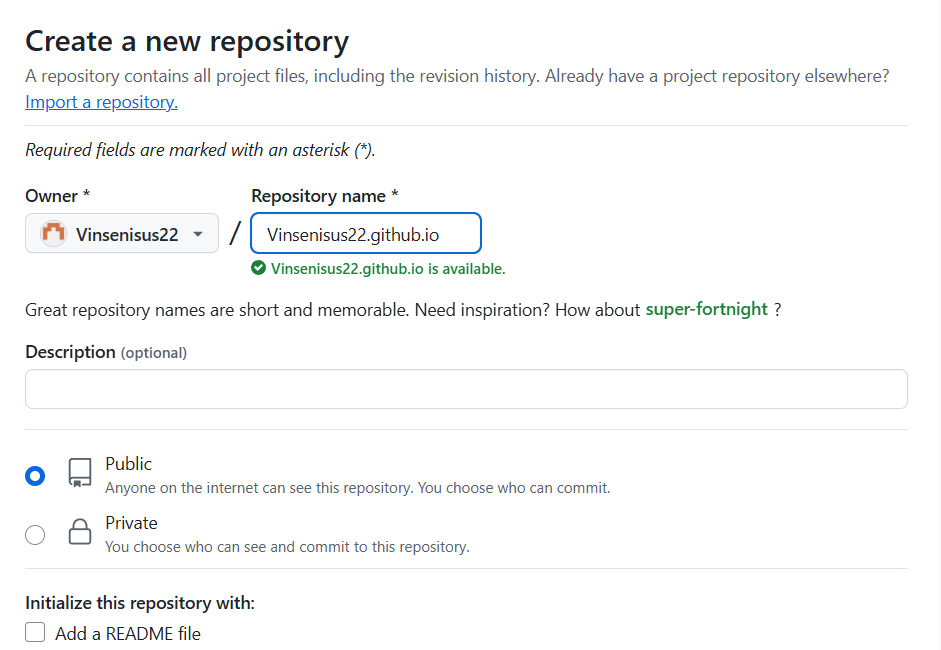 Create a new repository
A repository contains all project files, including the revision history. Already have a project repository elsewhere?
Import a repository.
Required fields are marked with an asterisk (*).
Owner *
Repository name *
Vinsenisus22
/
Vinsenisus22.github.io
Vinsenisus22.github.io is available.
Great repository names are short and memorable. Need inspiration? How about super-fortnight ?
Description (optional)
Public
Anyone on the internet can see this repository. You choose who can commit.
Private
You choose who can see and commit to this repository.
Initialize this repository with:
Add a README file